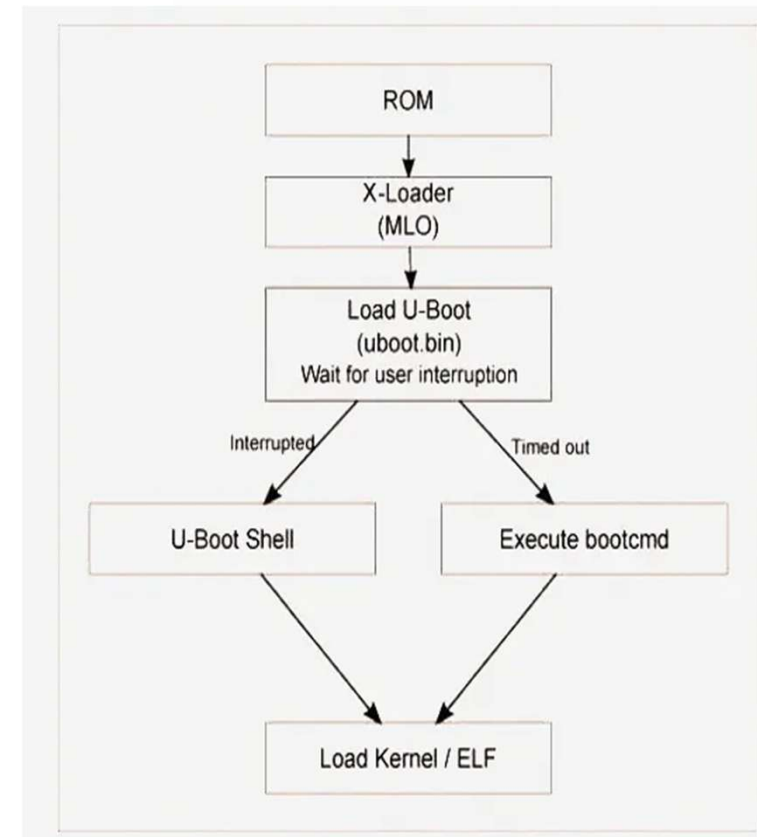 ROM
X-Loader
(MLO)
Load U-Boot
(uboot.bin)
Wait for user interruption
Interrupted
Timed out
U-Boot Shell
Execute bootcmd
Load Kernel / ELF